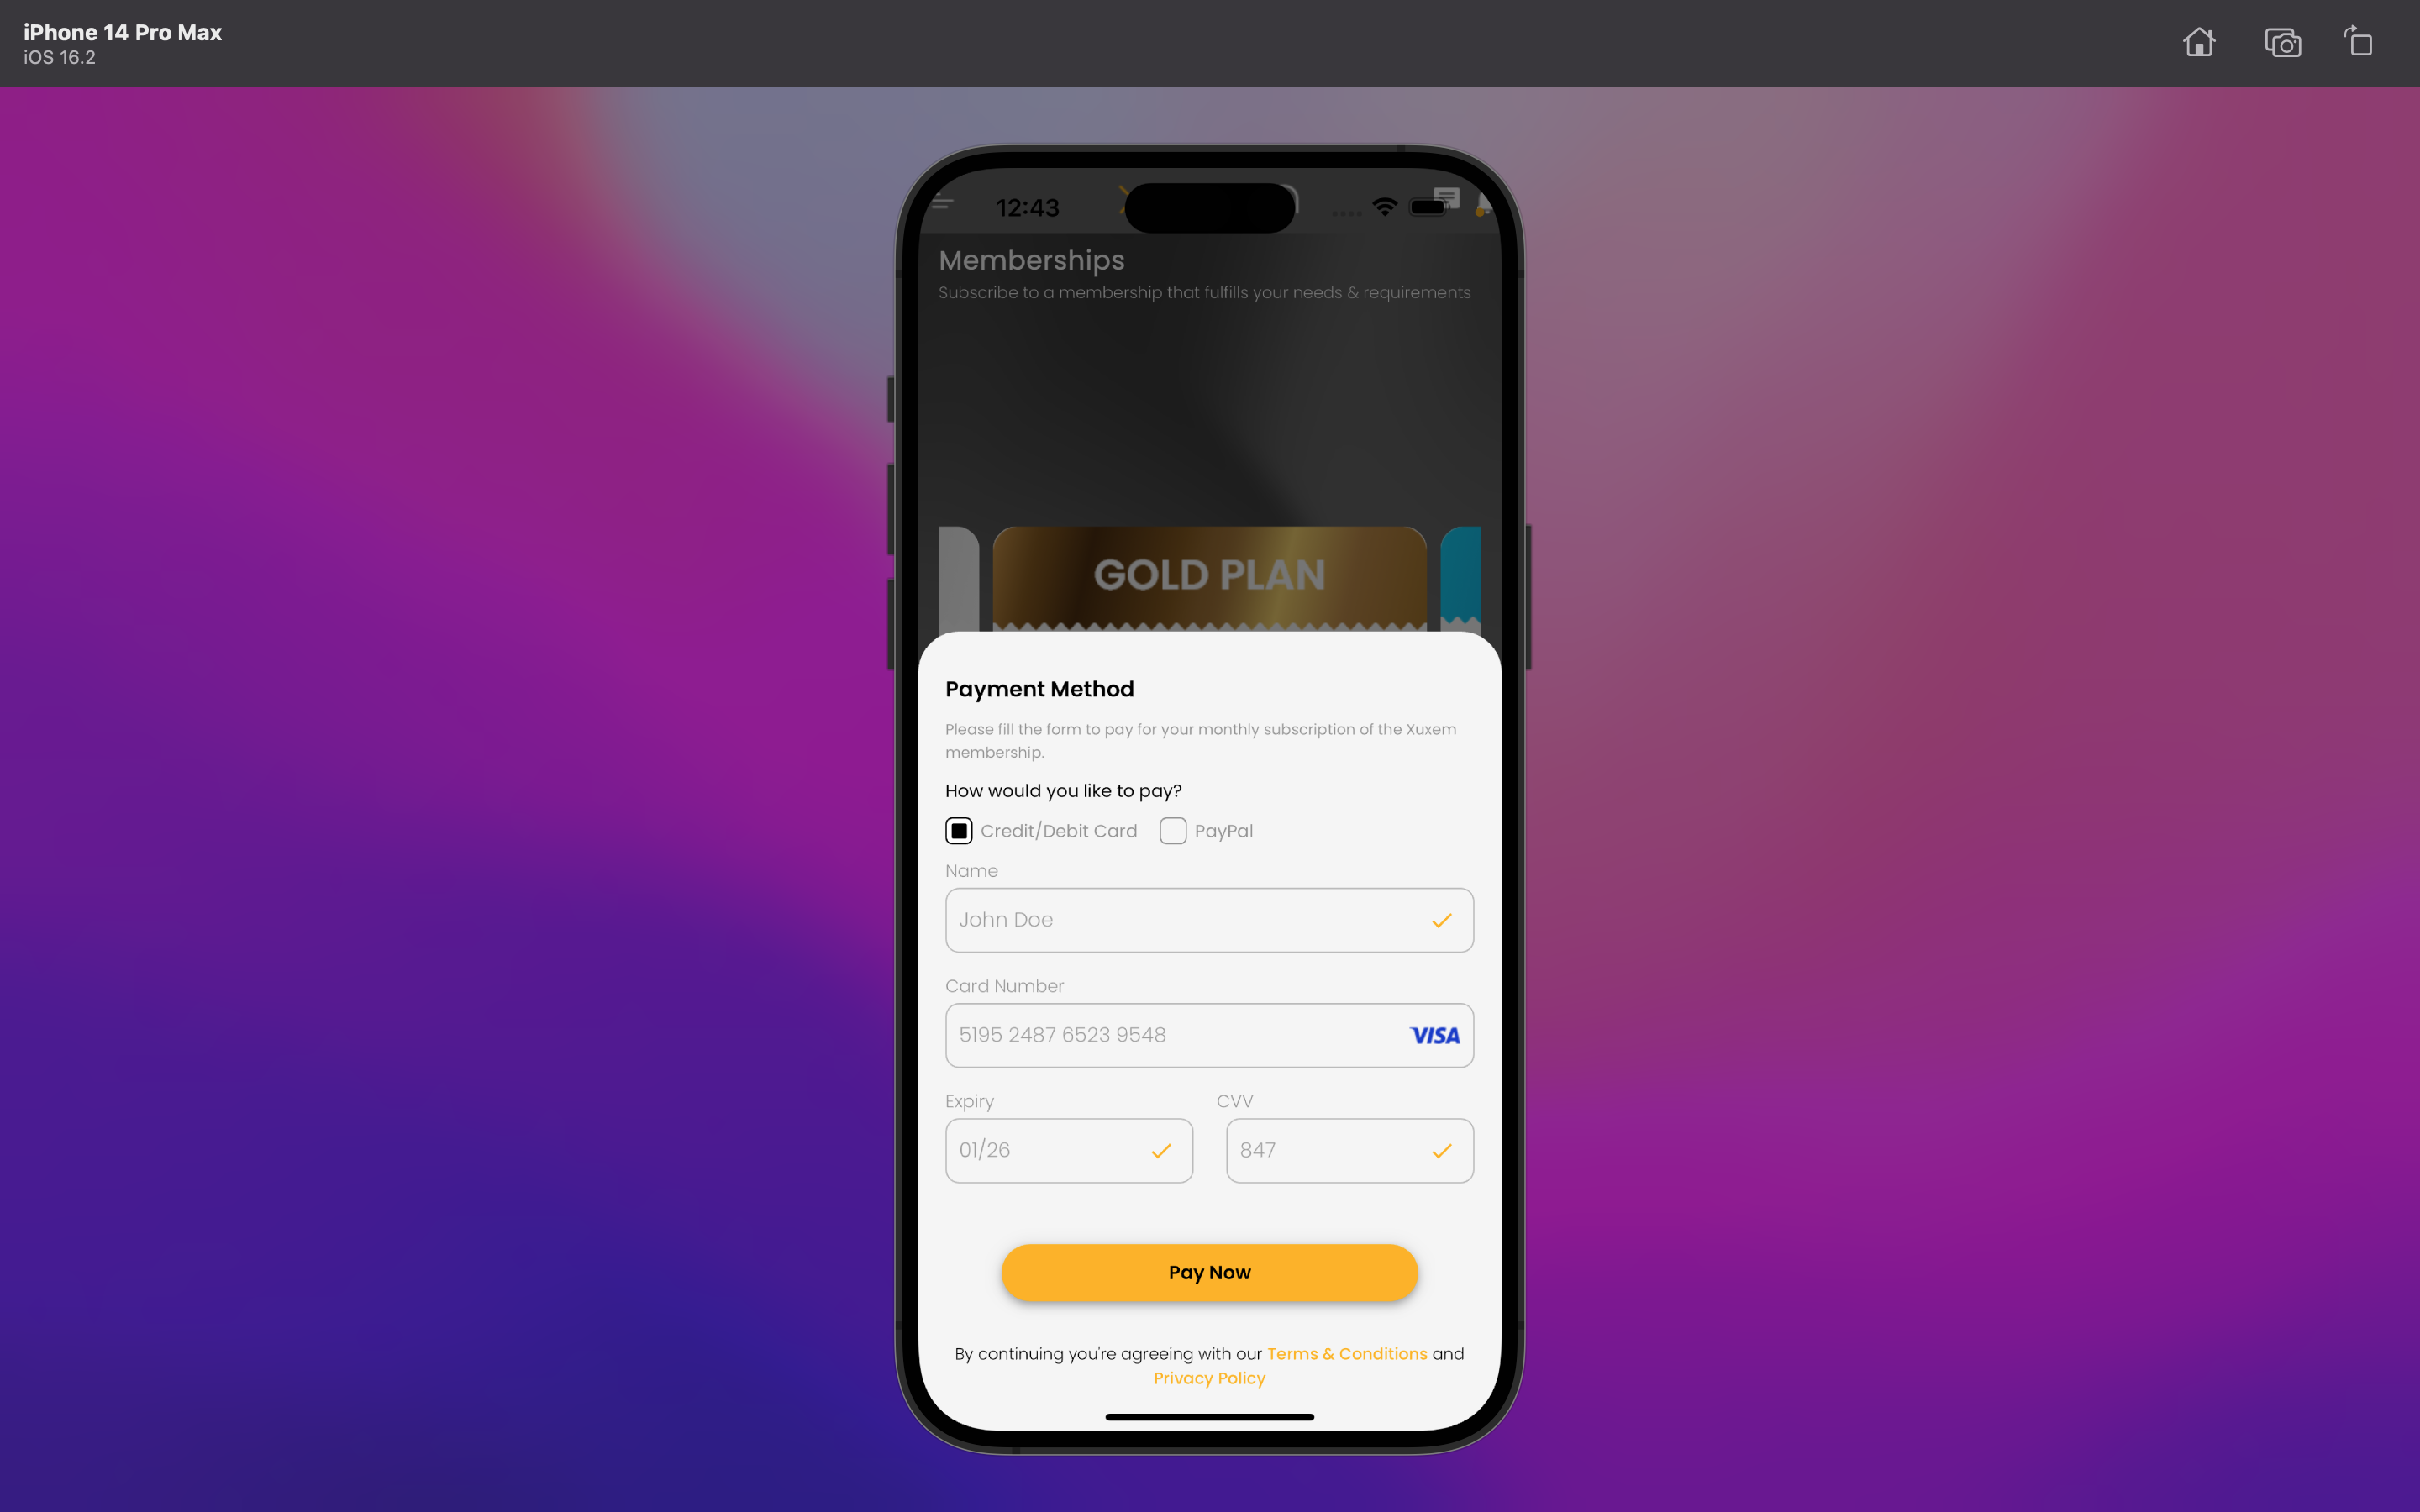 iPhone 14 Pro Max
iOS 16.2
12:43
Memberships
Subscribe to a membership that fulfills your needs & requirements
GOLD PLAN
Payment Method
Please fill the form to pay for your monthly subscription of the Xuxem
membership.
How would you like to pay?
Credit/Debit Card PayPal
Name
John Doe
Card Number
5195 2487 6523 9548 VISA
Expiry CVV
01/26 847
Pay Now
By continuing you're agreeing with our Terms & Conditions and
Privacy Policy